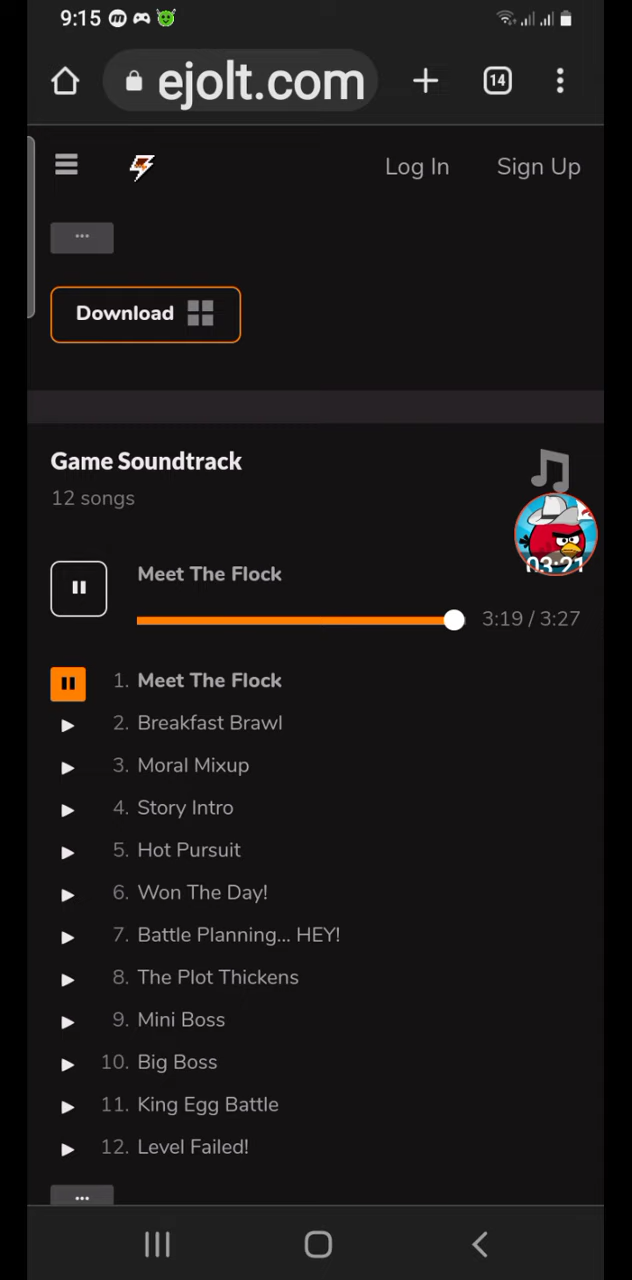 9:15
ejolt.com
14
Log In
Sign Up
...
Download
Game Soundtrack
12 songs
03:21
Meet The Flock
3:19 / 3:27
1. Meet The Flock
2. Breakfast Brawl
3. Moral Mixup
4. Story Intro
5. Hot Pursuit
6. Won The Day!
7. Battle Planning... HEY!
8. The Plot Thickens
9. Mini Boss
10. Big Boss
11. King Egg Battle
12. Level Failed!
...